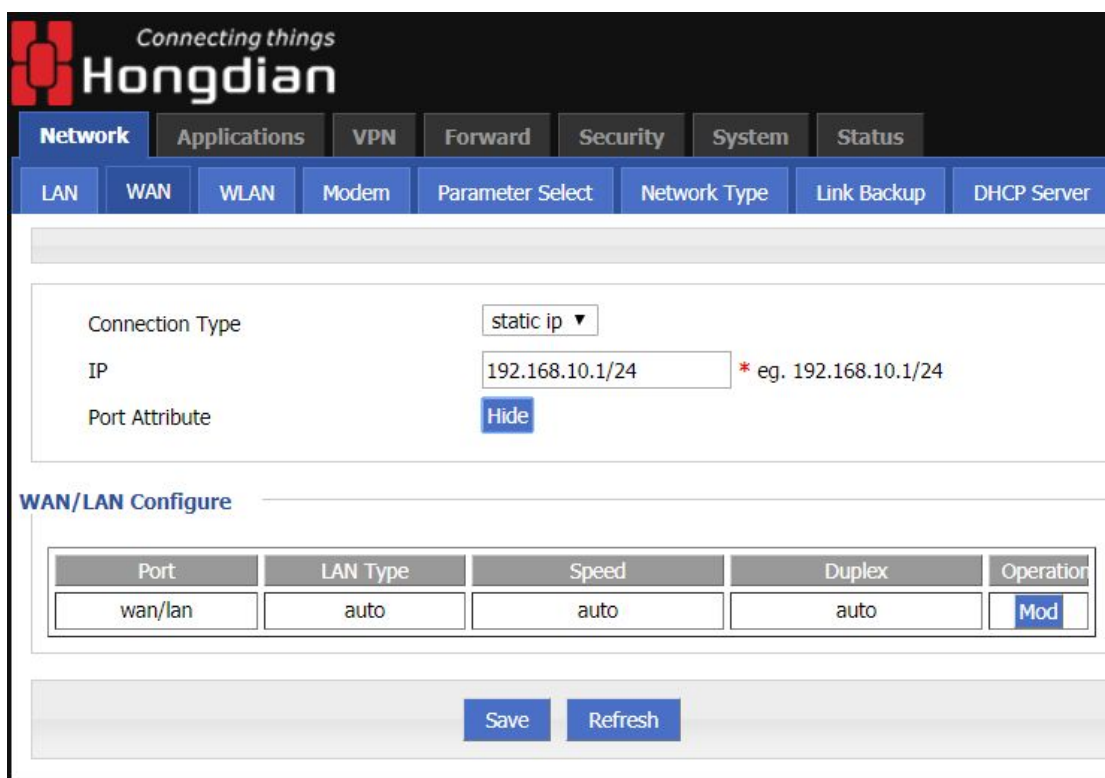 Connecting things
Hongdian
Network Applications VPN Forward Security System Status
LAN WAN WLAN Modem Parameter Select Network Type Link Backup DHCP Server
Connection Type static ip ▼
IP 192.168.10.1/24 * eg. 192.168.10.1/24
Port Attribute Hide
WAN/LAN Configure
Port LAN Type Speed Duplex Operation
wan/lan auto auto auto Mod
Save Refresh